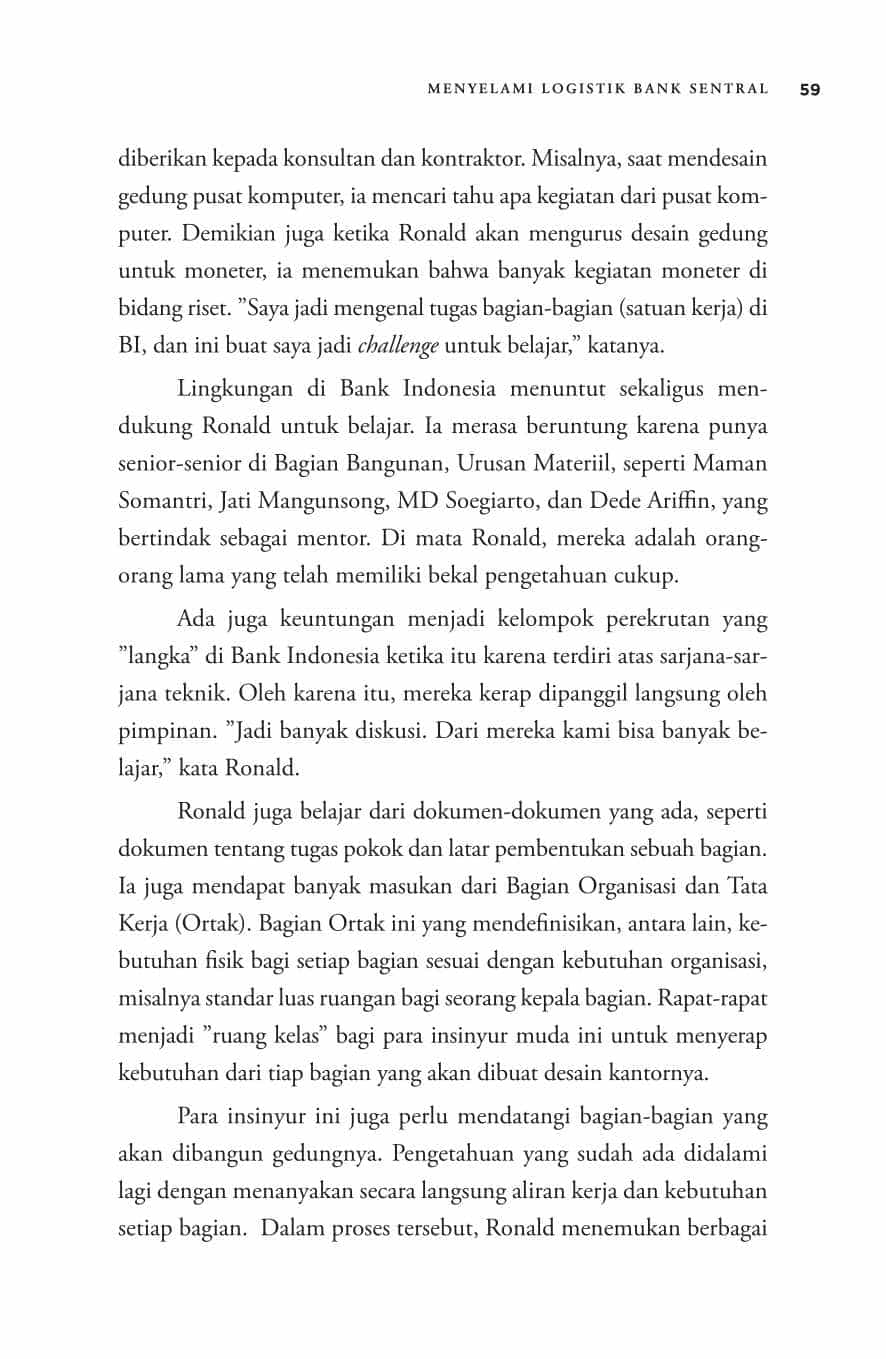 MENYELAMI LOGISTIK BANK SENTRAL 59
diberikan kepada konsultan dan kontraktor. Misalnya, saat mendesain
gedung pusat komputer, ia mencari tahu apa kegiatan dari pusat kom-
puter. Demikian juga ketika Ronald akan mengurus desain gedung
untuk moneter, ia menemukan bahwa banyak kegiatan moneter di
bidang riset. ”Saya jadi mengenal tugas bagian-bagian (satuan kerja) di
BI, dan ini buat saya jadi challenge untuk belajar,” katanya.
Lingkungan di Bank Indonesia menuntut sekaligus men-
dukung Ronald untuk belajar. Ia merasa beruntung karena punya
senior-senior di Bagian Bangunan, Urusan Materiil, seperti Maman
Somantri, Jati Mangunsong, MD Soegiarto, dan Dede Ariffin, yang
bertindak sebagai mentor. Di mata Ronald, mereka adalah orang-
orang lama yang telah memiliki bekal pengetahuan cukup.
Ada juga keuntungan menjadi kelompok perekrutan yang
”langka” di Bank Indonesia ketika itu karena terdiri atas sarjana-sar-
jana teknik. Oleh karena itu, mereka kerap dipanggil langsung oleh
pimpinan. ”Jadi banyak diskusi. Dari mereka kami bisa banyak be-
lajar,” kata Ronald.
Ronald juga belajar dari dokumen-dokumen yang ada, seperti
dokumen tentang tugas pokok dan latar pembentukan sebuah bagian.
Ia juga mendapat banyak masukan dari Bagian Organisasi dan Tata
Kerja (Ortak). Bagian Ortak ini yang mendefinisikan, antara lain, ke-
butuhan fisik bagi setiap bagian sesuai dengan kebutuhan organisasi,
misalnya standar luas ruangan bagi seorang kepala bagian. Rapat-rapat
menjadi ”ruang kelas” bagi para insinyur muda ini untuk menyerap
kebutuhan dari tiap bagian yang akan dibuat desain kantornya.
Para insinyur ini juga perlu mendatangi bagian-bagian yang
akan dibangun gedungnya. Pengetahuan yang sudah ada didalami
lagi dengan menanyakan secara langsung aliran kerja dan kebutuhan
setiap bagian. Dalam proses tersebut, Ronald menemukan berbagai